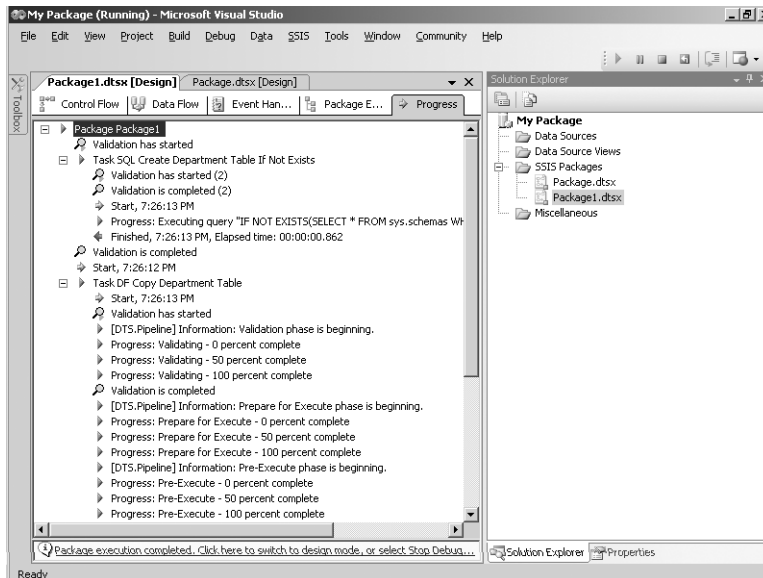 My Package (Running) - Microsoft Visual Studio
File Edit View Project Build Debug Data SSIS Tools Window Community Help
Toolbox
Package1.dtsx [Design] Package.dtsx [Design]
Control Flow Data Flow Event Han... Package E... Progress
Package Package1
Validation has started
Task SQL Create Department Table If Not Exists
Validation has started (2)
Validation is completed (2)
Start, 7:26:13 PM
Progress: Executing query "IF NOT EXISTS(SELECT * FROM sys.schemas WH
Finished, 7:26:13 PM, Elapsed time: 00:00:00.862
Validation is completed
Start, 7:26:12 PM
Task DF Copy Department Table
Start, 7:26:13 PM
Validation has started
[DTS.Pipeline] Information: Validation phase is beginning.
Progress: Validating - 0 percent complete
Progress: Validating - 50 percent complete
Progress: Validating - 100 percent complete
Validation is completed
[DTS.Pipeline] Information: Prepare for Execute phase is beginning.
Progress: Prepare for Execute - 0 percent complete
Progress: Prepare for Execute - 50 percent complete
Progress: Prepare for Execute - 100 percent complete
[DTS.Pipeline] Information: Pre-Execute phase is beginning.
Progress: Pre-Execute - 0 percent complete
Progress: Pre-Execute - 50 percent complete
Progress: Pre-Execute - 100 percent complete
Package execution completed. Click here to switch to design mode, or select Stop Debug...
Solution Explorer
My Package
Data Sources
Data Source Views
SSIS Packages
Package.dtsx
Package1.dtsx
Miscellaneous
Solution Explorer Properties
Ready